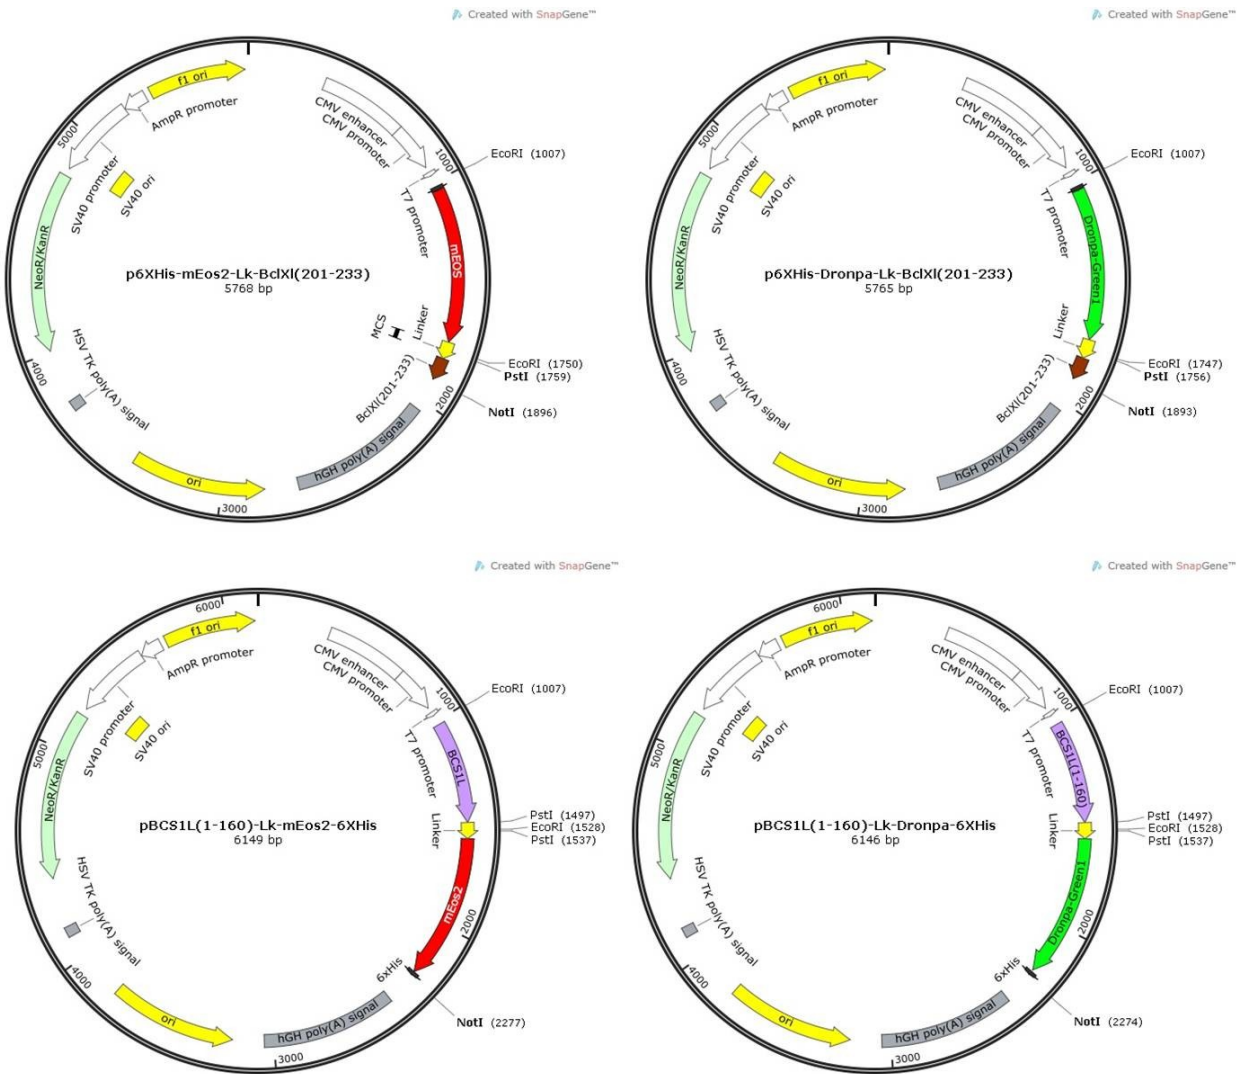 Created with SnapGene™
f1 ori
AmpR promoter
CMV enhancer
CMV promoter
5000
1000
EcoRI (1007)
SV40 promoter
SV40 ori
T7 promoter
NeoR/KanR
mEOS
p6XHis-mEos2-Lk-BclXl(201-233)
5768 bp
MCS
Linker
EcoRI (1750)
PstI (1759)
4000
HSV TK poly(A) signal
BclXl(201-233)
2000
NotI (1896)
hGH poly(A) signal
ori
3000
Created with SnapGene™
f1 ori
AmpR promoter
CMV enhancer
CMV promoter
5000
1000
EcoRI (1007)
SV40 promoter
SV40 ori
T7 promoter
NeoR/KanR
Dronpa-Green1
p6XHis-Dronpa-Lk-BclXl(201-233)
5765 bp
Linker
EcoRI (1747)
PstI (1756)
4000
HSV TK poly(A) signal
BclXl(201-233)
2000
NotI (1893)
hGH poly(A) signal
ori
3000
Created with SnapGene™
6000
f1 ori
AmpR promoter
CMV enhancer
CMV promoter
1000
EcoRI (1007)
SV40 promoter
SV40 ori
5000
T7 promoter
NeoR/KanR
BCS1L
PstI (1497)
EcoRI (1528)
PstI (1537)
pBCS1L(1-160)-Lk-mEos2-6XHis
6149 bp
Linker
HSV TK poly(A) signal
mEos2
2000
4000
6xHis
NotI (2277)
ori
hGH poly(A) signal
3000
Created with SnapGene™
6000
f1 ori
AmpR promoter
CMV enhancer
CMV promoter
1000
EcoRI (1007)
SV40 promoter
SV40 ori
5000
T7 promoter
NeoR/KanR
BCS1L(1-160)
PstI (1497)
EcoRI (1528)
PstI (1537)
pBCS1L(1-160)-Lk-Dronpa-6XHis
6146 bp
Linker
HSV TK poly(A) signal
Dronpa-Green1
2000
4000
6xHis
NotI (2274)
ori
hGH poly(A) signal
3000